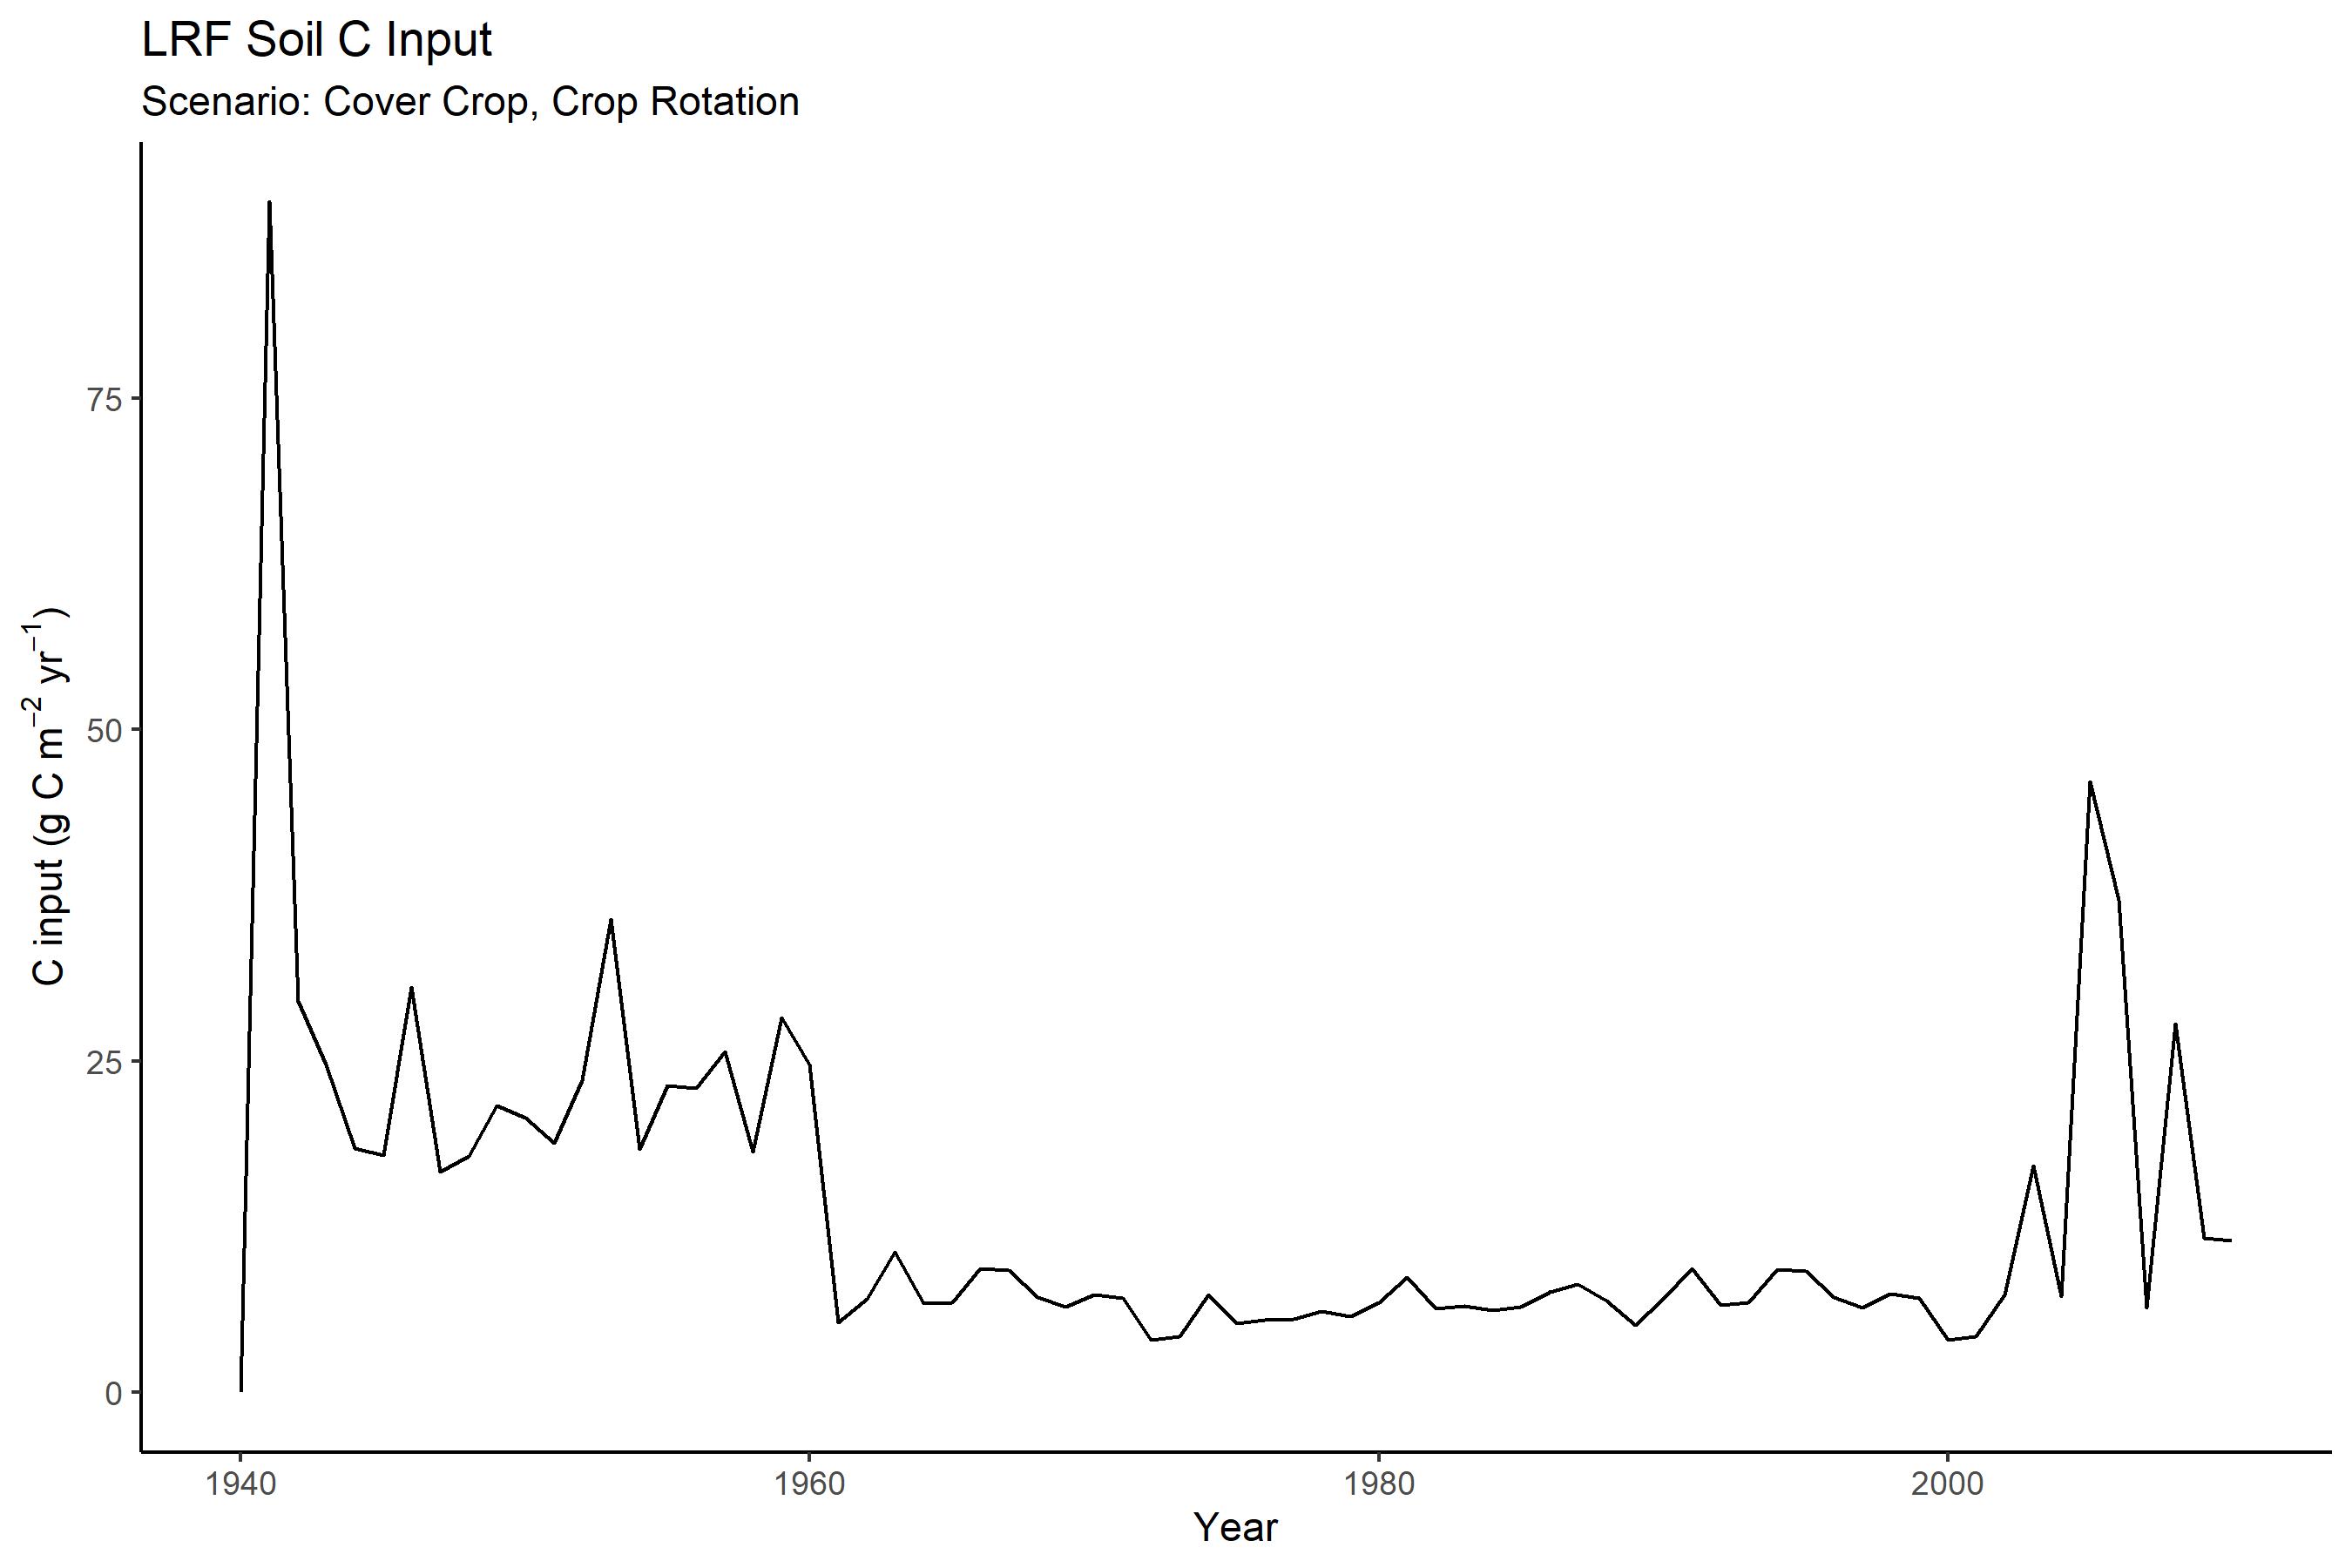 LRF Soil C Input
Scenario: Cover Crop, Crop Rotation
C input (g C m⁻² yr⁻¹)
75
50
25
0
1940 1960 1980 2000
Year